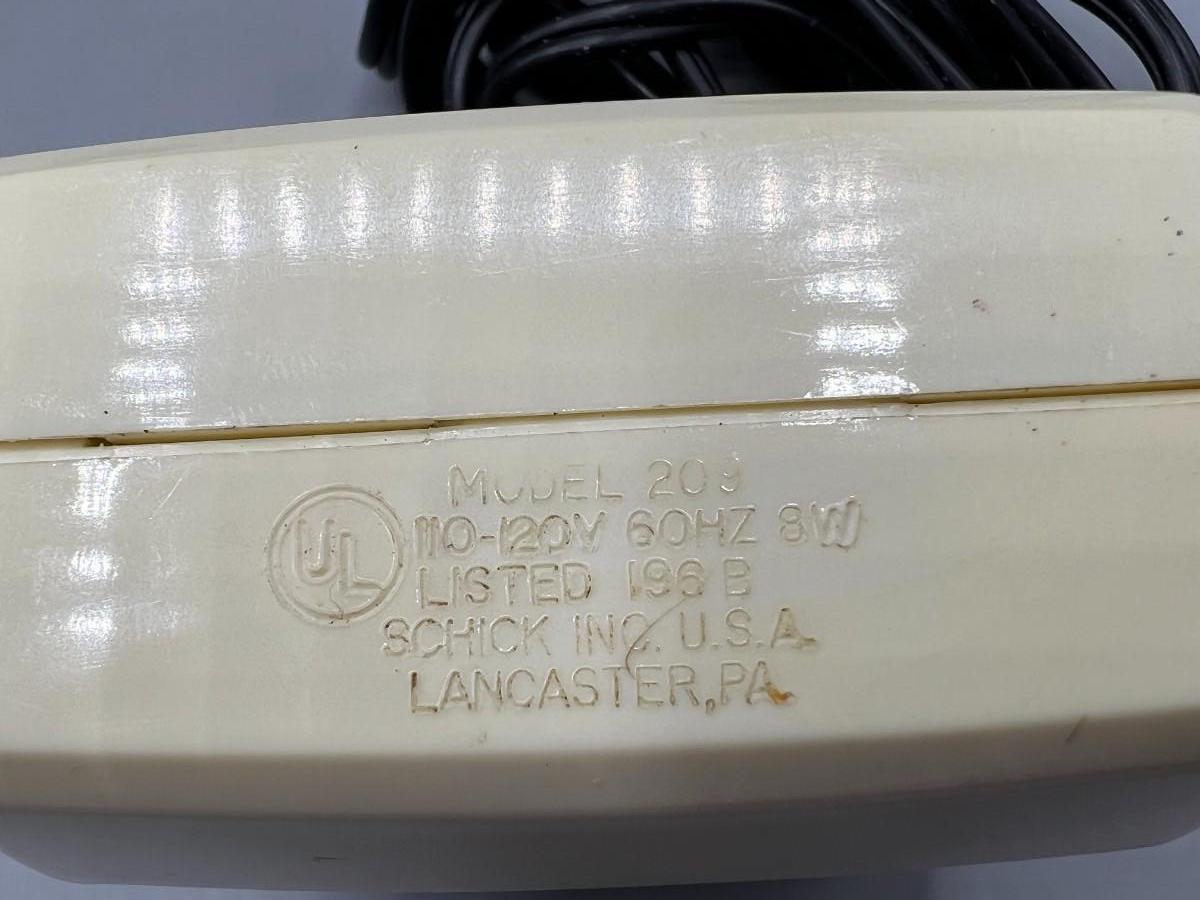 MODEL 209
UL
110-120V 60HZ 8W
LISTED 196 B
SCHICK INC. U.S.A.
LANCASTER, PA.